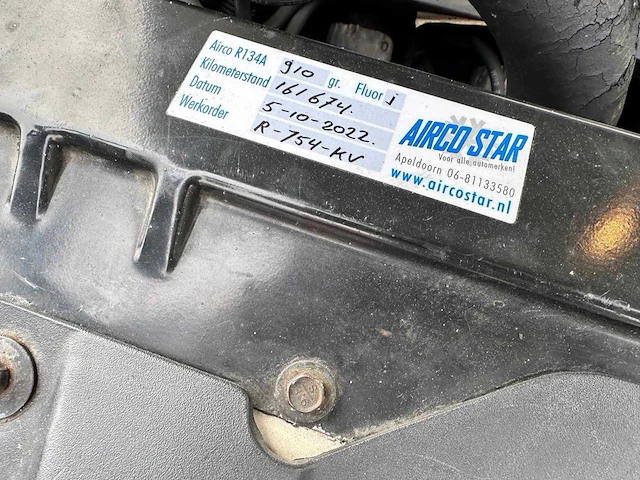 Airco R134A 910 gr. Fluor j
Kilometerstand 161674.
Datum 5-10-2022.
Werkorder R-754-KV
AIRCO STAR
Voor alle automerken!
Apeldoorn 06-81133580
www.aircostar.nl